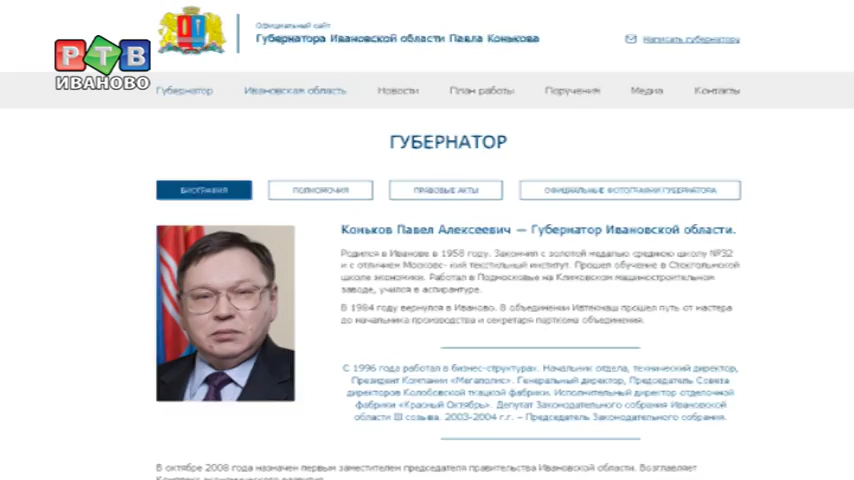 Официальный сайт
Губернатора Ивановской области Павла Конькова
Написать губернатору
РТВ
ИВАНОВО
Губернатор Ивановская область Новости План работы Поручения Медиа Контакты
ГУБЕРНАТОР
БИОГРАФИЯ ПОЛНОМОЧИЯ ПРАВОВЫЕ АКТЫ ОФИЦИАЛЬНЫЕ ФОТОГРАФИИ ГУБЕРНАТОРА
Коньков Павел Алексеевич — Губернатор Ивановской области.
Родился в Иванове в 1958 году. Закончил с золотой медалью среднюю школу №32
и с отличием Московс- кий текстильный институт. Прошел обучение в Стокгольмской
школе экономики. Работал в Подмосковье на Климовском машиностроительном
заводе, учился в аспирантуре.
В 1984 году вернулся в Иваново. В объединении Ивтекмаш прошел путь от мастера
до начальника производства и секретаря парткома объединения.
С 1996 года работал в бизнес-структурах. Начальник отдела, технический директор,
Президент Компании «Мегаполис». Генеральный директор, Председатель Совета
директоров Колобовской ткацкой фабрики. Исполнительный директор отделочной
фабрики «Красный Октябрь». Депутат Законодательного собрания Ивановской
области III созыва. 2003-2004 г.г. – Председатель Законодательного собрания.
В октябре 2008 года назначен первым заместителем председателя правительства Ивановской области. Возглавляет